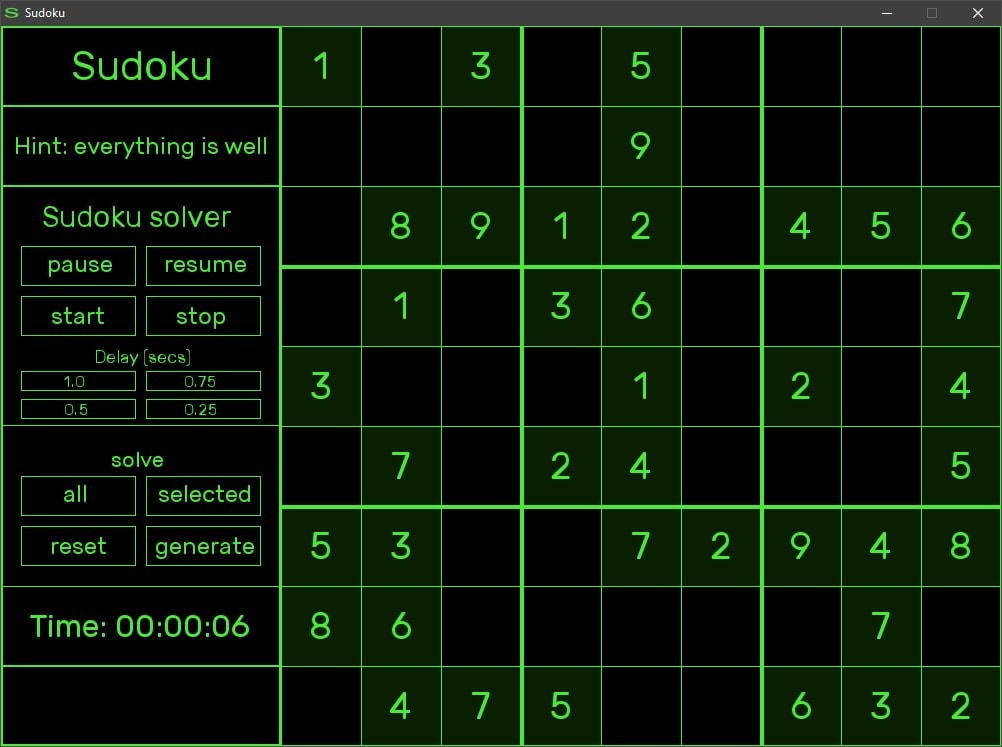 Sudoku
Sudoku
Hint: everything is well
Sudoku solver
pause resume
start stop
Delay (secs)
1.0 0.75
0.5 0.25
solve
all selected
reset generate
Time: 00:00:06
1 3 5
9
8 9 1 2 4 5 6
1 3 6 7
3 1 2 4
7 2 4 5
5 3 7 2 9 4 8
8 6 7
4 7 5 6 3 2